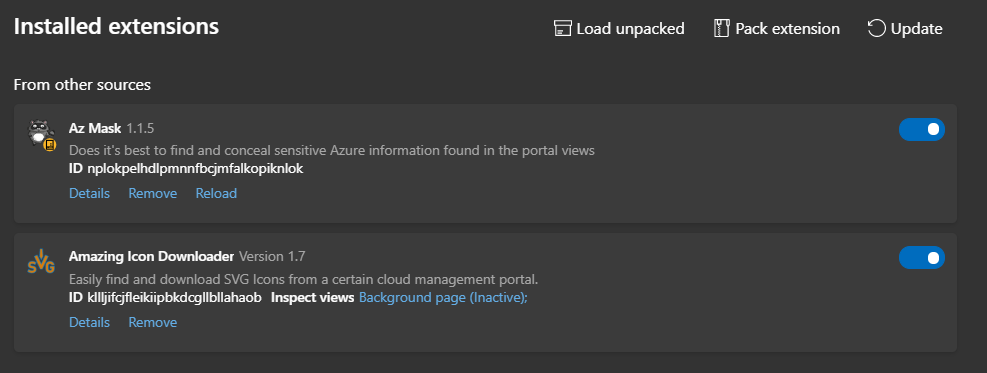 Installed extensions
Load unpacked
Pack extension
Update
From other sources
Az Mask 1.1.5
Does it's best to find and conceal sensitive Azure information found in the portal views
ID nplokpelhdlpmnnfbcjmfalkopiknlok
Details Remove Reload
SVG
Amazing Icon Downloader Version 1.7
Easily find and download SVG Icons from a certain cloud management portal.
ID kllljifcjfleikiipbkdcgllbllahaob Inspect views Background page (Inactive);
Details Remove